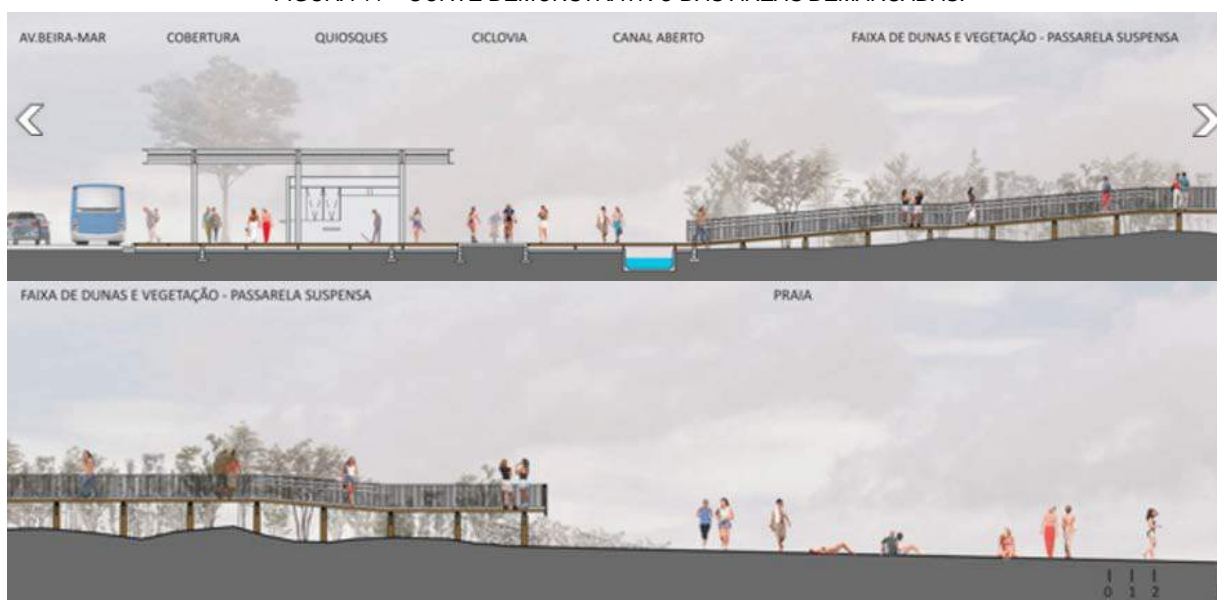 AV.BEIRA-MAR COBERTURA QUIOSQUES CICLOVIA CANAL ABERTO FAIXA DE DUNAS E VEGETAÇÃO - PASSARELA SUSPENSA
FAIXA DE DUNAS E VEGETAÇÃO - PASSARELA SUSPENSA PRAIA
0 1 2